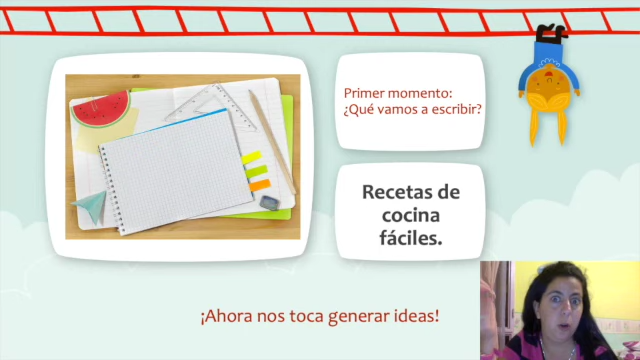 Primer momento:
¿Qué vamos a escribir?
Recetas de
cocina
fáciles.
¡Ahora nos toca generar ideas!